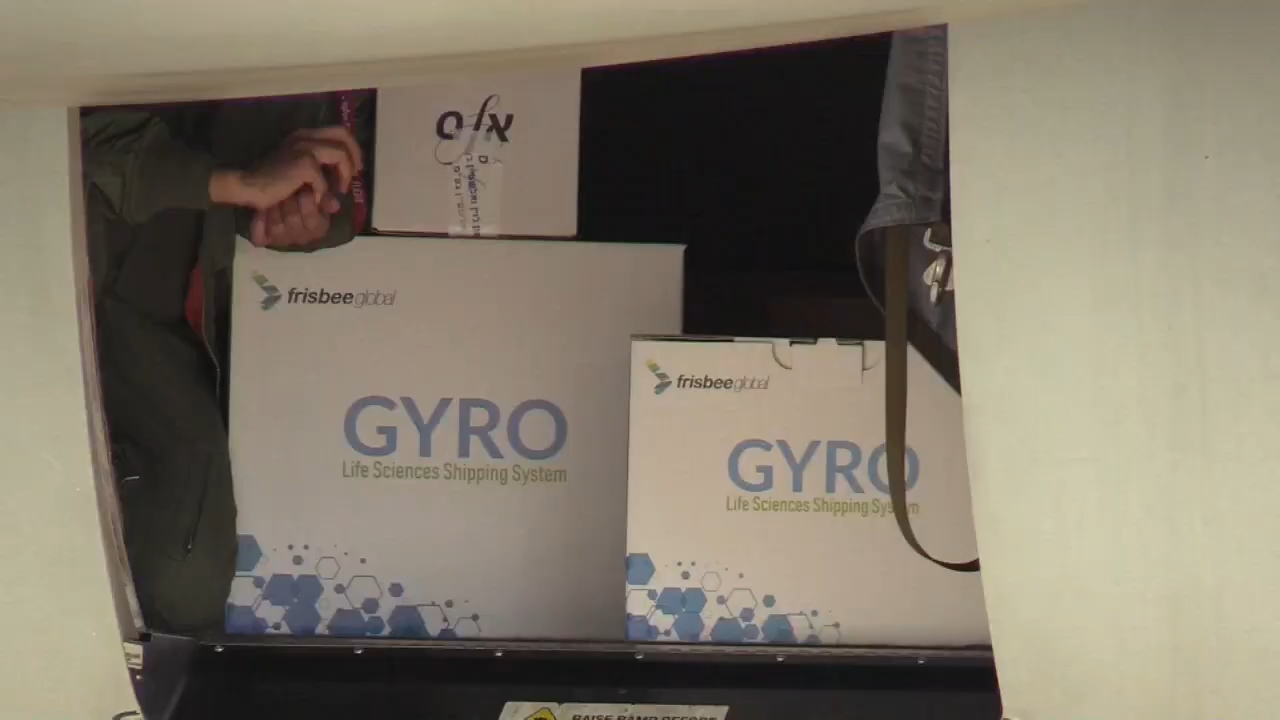 אלפ
frisbee global
GYRO
Life Sciences Shipping System
frisbee global
GYRO
Life Sciences Shipping System
RAISE RAMP BEFORE